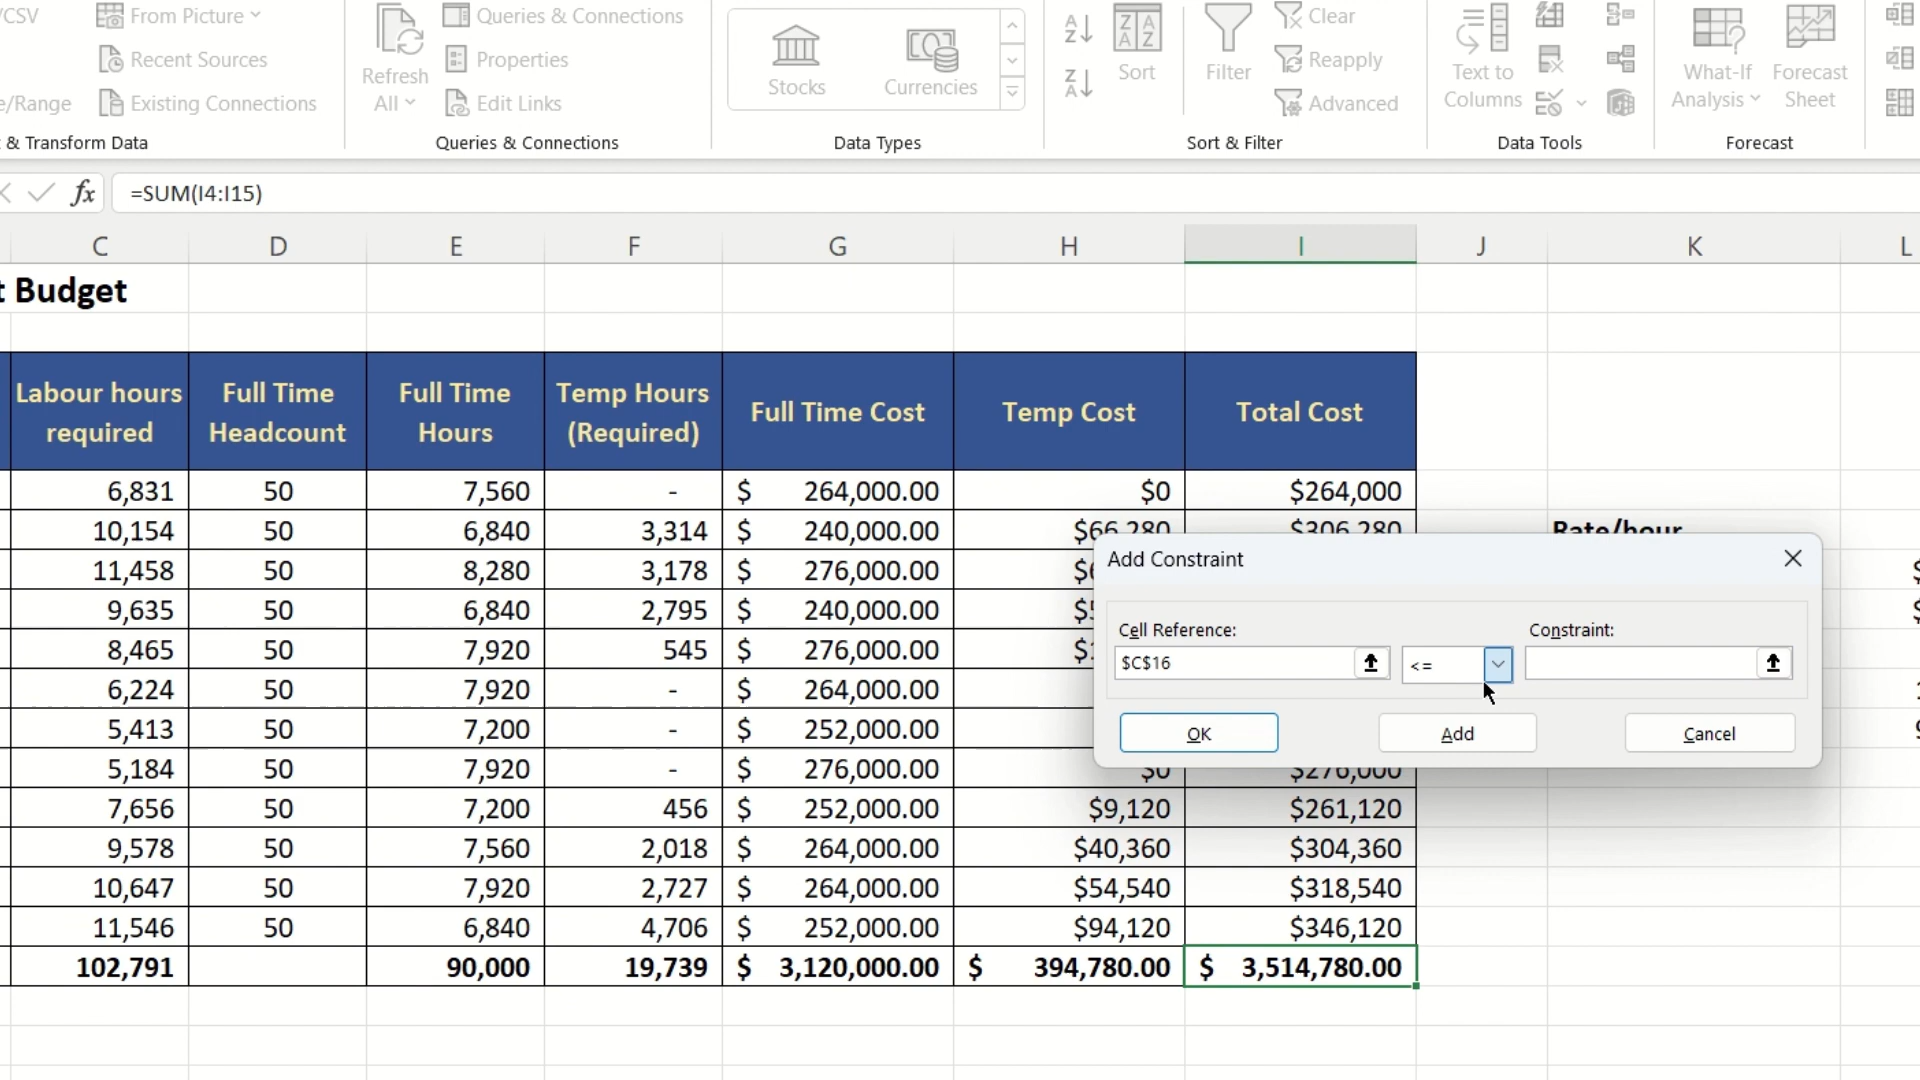 /CSV
From Picture
Recent Sources
e/Range
Existing Connections
& Transform Data
Refresh
All
Queries & Connections
Properties
Edit Links
Queries & Connections
Stocks
Currencies
Data Types
Sort
Filter
Clear
Reapply
Advanced
Sort & Filter
Text to
Columns
Data Tools
What-If
Analysis
Forecast
Sheet
Forecast
fx =SUM(I4:I15)
C D E F G H I J K L
t Budget
Labour hours
required
Full Time
Headcount
Full Time
Hours
Temp Hours
(Required)
Full Time Cost
Temp Cost
Total Cost
6,831 50 7,560 - $ 264,000.00 $0 $264,000
10,154 50 6,840 3,314 $ 240,000.00 $66,280 $306,280 Rate/hour
11,458 50 8,280 3,178 $ 276,000.00
9,635 50 6,840 2,795 $ 240,000.00
8,465 50 7,920 545 $ 276,000.00
6,224 50 7,920 - $ 264,000.00
5,413 50 7,200 - $ 252,000.00
5,184 50 7,920 - $ 276,000.00 $0 $276,000
7,656 50 7,200 456 $ 252,000.00 $9,120 $261,120
9,578 50 7,560 2,018 $ 264,000.00 $40,360 $304,360
10,647 50 7,920 2,727 $ 264,000.00 $54,540 $318,540
11,546 50 6,840 4,706 $ 252,000.00 $94,120 $346,120
102,791 90,000 19,739 $ 3,120,000.00 $ 394,780.00 $ 3,514,780.00
Add Constraint
Cell Reference: Constraint:
$C$16 <=
OK Add Cancel